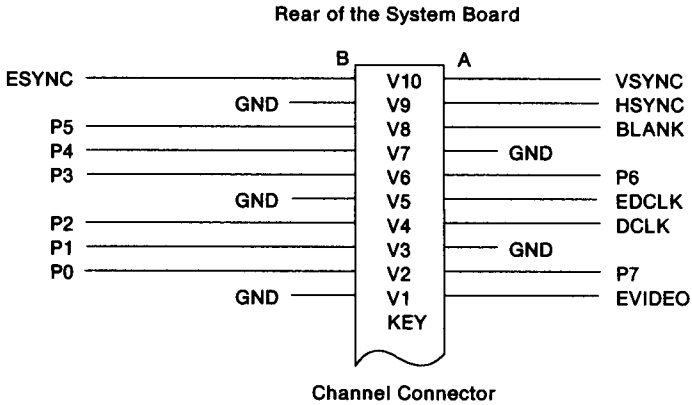 Rear of the System Board
B A
ESYNC V10 VSYNC
GND V9 HSYNC
P5 V8 BLANK
P4 V7 GND
P3 V6 P6
GND V5 EDCLK
P2 V4 DCLK
P1 V3 GND
P0 V2 P7
GND V1 EVIDEO
KEY
Channel Connector